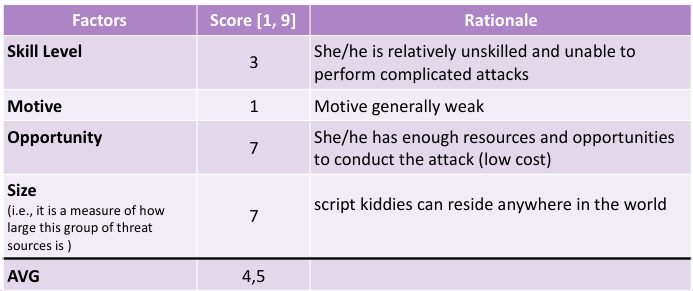 Factors Score [1, 9] Rationale
Skill Level 3 She/he is relatively unskilled and unable to
perform complicated attacks
Motive 1 Motive generally weak
Opportunity 7 She/he has enough resources and opportunities
to conduct the attack (low cost)
Size
(i.e., it is a measure of how
large this group of threat
sources is )
7
script kiddies can reside anywhere in the world
AVG 4,5